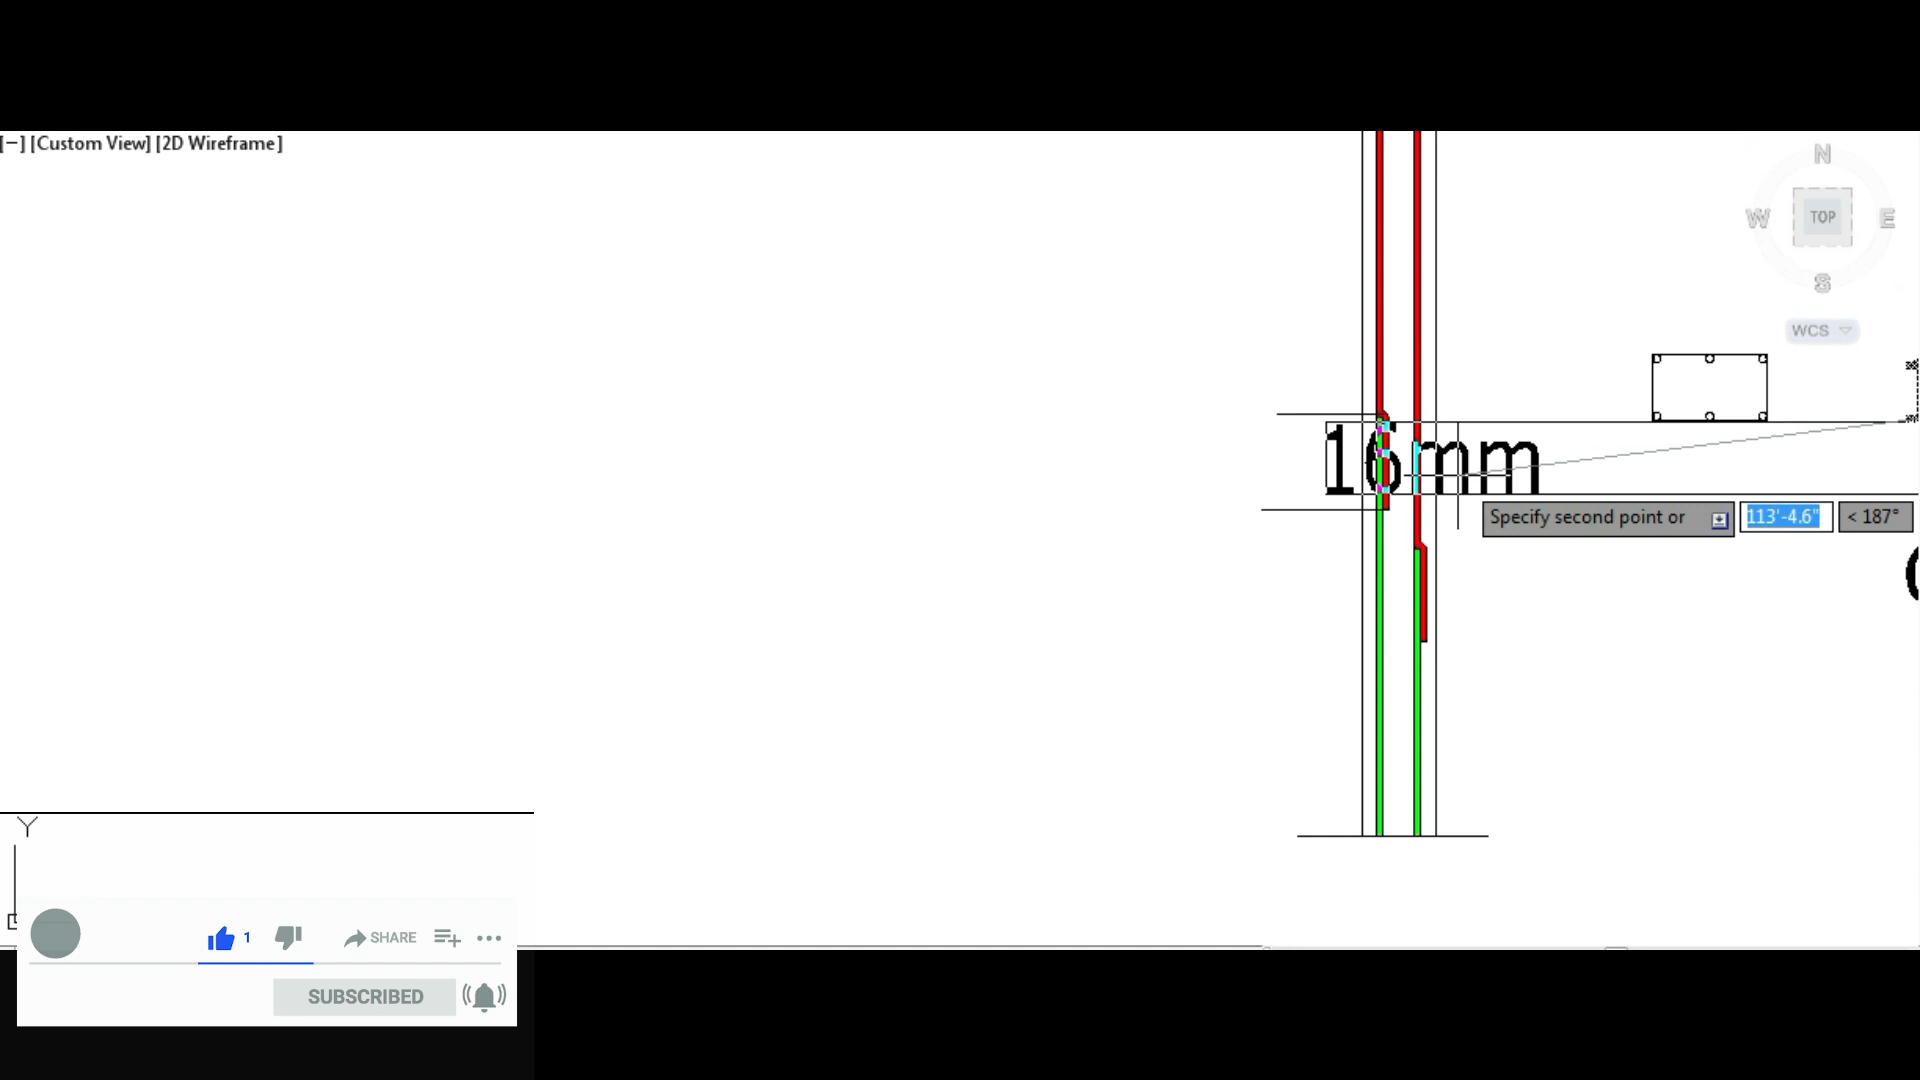 [−] [Custom View] [2D Wireframe]
N
W
TOP
E
S
WCS
16mm
Specify second point or
113'-4.6"
< 187°
Y
1
SHARE
SUBSCRIBED